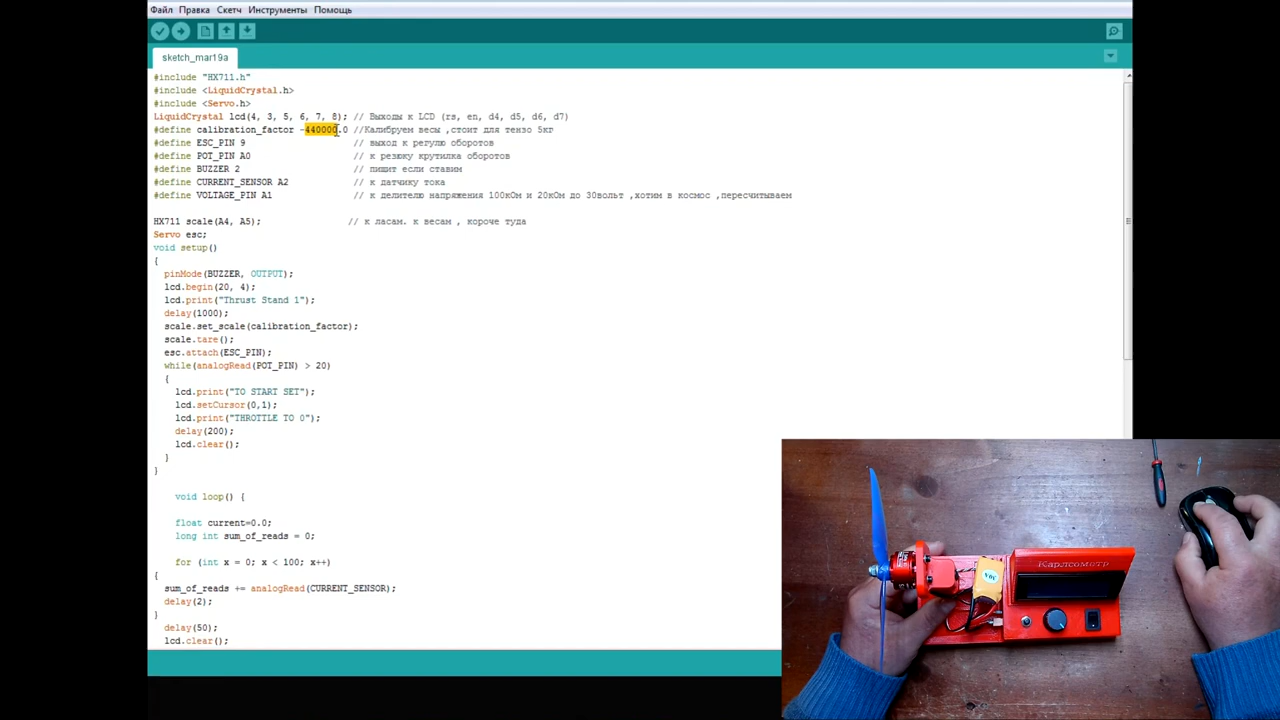 Файл Правка Скетч Инструменты Помощь
sketch_mar19a
#include "HX711.h"
#include <LiquidCrystal.h>
#include <Servo.h>
LiquidCrystal lcd(4, 3, 5, 6, 7, 8); // Выходы к LCD (rs, en, d4, d5, d6, d7)
#define calibration_factor -440000.0 //Калибруем весы ,стоит для тензо 5кг
#define ESC_PIN 9 // выход к регулю оборотов
#define POT_PIN A0 // к резюку крутилка оборотов
#define BUZZER 2 // пищит если ставим
#define CURRENT_SENSOR A2 // к датчику тока
#define VOLTAGE_PIN A1 // к делителю напряжения 100кОм и 20кОм до 30вольт ,хотим в космос ,пересчитываем
HX711 scale(A4, A5); // к ласам. к весам , короче туда
Servo esc;
void setup()
{
pinMode(BUZZER, OUTPUT);
lcd.begin(20, 4);
lcd.print("Thrust Stand 1");
delay(1000);
scale.set_scale(calibration_factor);
scale.tare();
esc.attach(ESC_PIN);
while(analogRead(POT_PIN) > 20)
{
lcd.print("TO START SET");
lcd.setCursor(0,1);
lcd.print("THROTTLE TO 0");
delay(200);
lcd.clear();
}
}
void loop() {
float current=0.0;
long int sum_of_reads = 0;
for (int x = 0; x < 100; x++)
{
sum_of_reads += analogRead(CURRENT_SENSOR);
delay(2);
}
delay(50);
lcd.clear();
Карлсометр